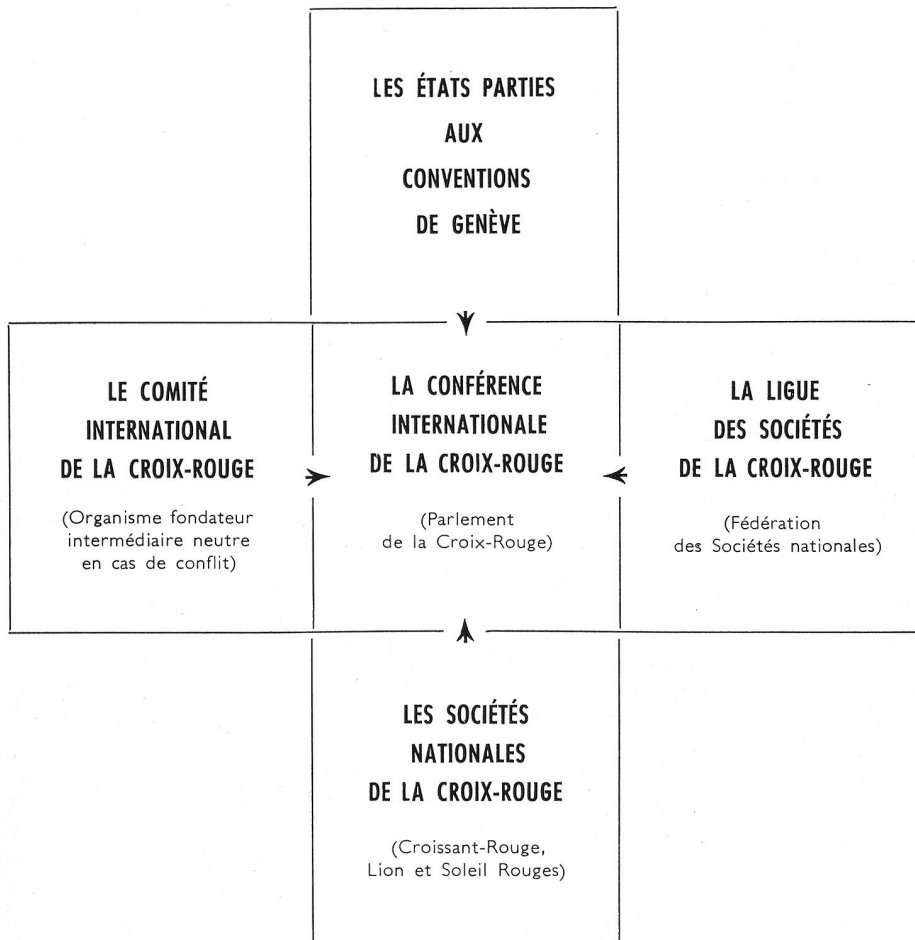 LES ÉTATS PARTIES
AUX
CONVENTIONS
DE GENÈVE
LE COMITÉ
INTERNATIONAL
DE LA CROIX-ROUGE
(Organisme fondateur
intermédiaire neutre
en cas de conflit)
LA CONFÉRENCE
INTERNATIONALE
DE LA CROIX-ROUGE
(Parlement
de la Croix-Rouge)
LA LIGUE
DES SOCIÉTÉS
DE LA CROIX-ROUGE
(Fédération
des Sociétés nationales)
LES SOCIÉTÉS
NATIONALES
DE LA CROIX-ROUGE
(Croissant-Rouge,
Lion et Soleil Rouges)